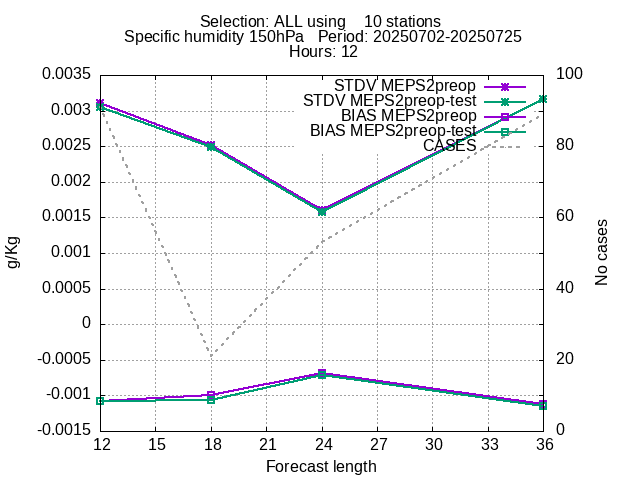 Selection: ALL using    10 stations
Specific humidity 150hPa   Period: 20250702-20250725
Hours: 12
STDV MEPS2preop
STDV MEPS2preop-test
BIAS MEPS2preop
BIAS MEPS2preop-test
CASES
0.0035
0.003
0.0025
0.002
0.0015
0.001
0.0005
0
-0.0005
-0.001
-0.0015
g/Kg
100
80
60
40
20
0
No cases
12 15 18 21 24 27 30 33 36
Forecast length